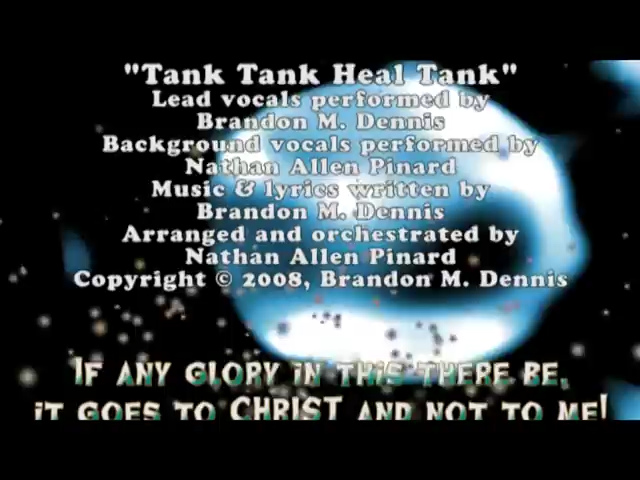 "Tank Tank Heal Tank"
Lead vocals performed by
Brandon M. Dennis
Background vocals performed by
Nathan Allen Pinard
Music & lyrics written by
Brandon M. Dennis
Arranged and orchestrated by
Nathan Allen Pinard
Copyright © 2008, Brandon M. Dennis
IF ANY GLORY IN THIS THERE BE,
IT GOES TO CHRIST AND NOT TO ME!